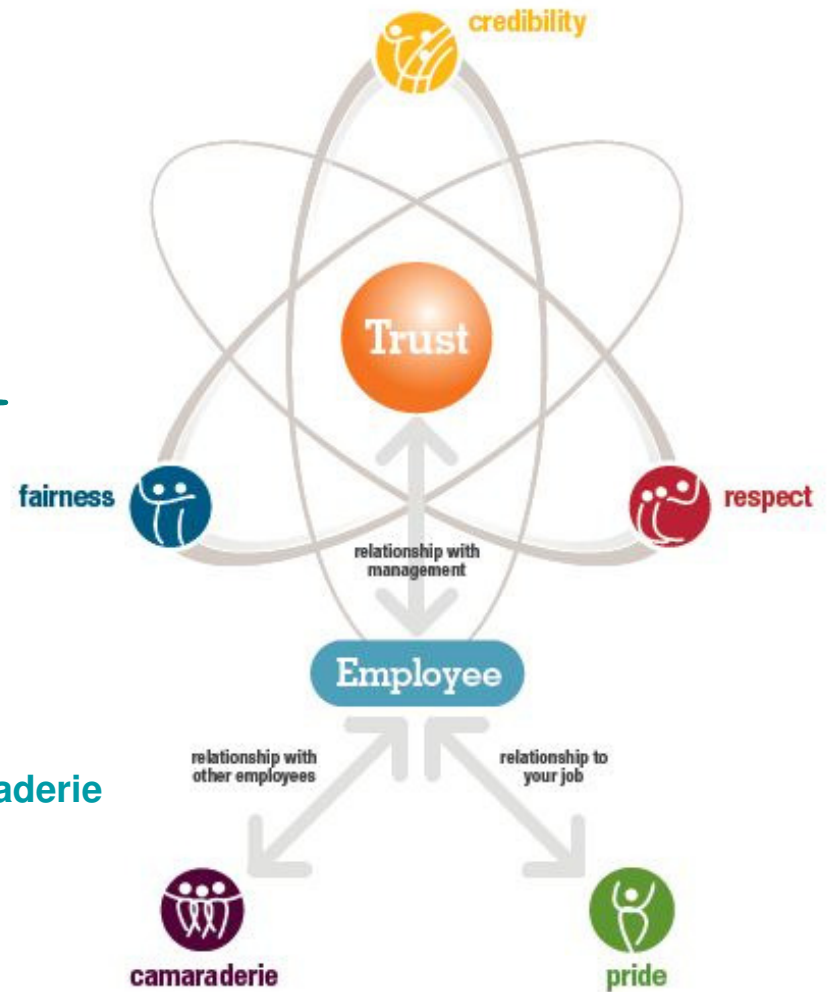 credibility
Trust
fairness
respect
relationship with
management
Employee
relationship with
other employees
relationship to
your job
aderie
camaraderie
pride